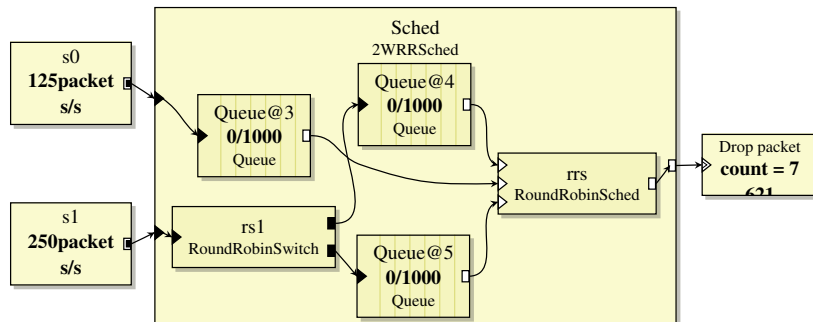 Sched
2WRRSched
s0
125packet
s/s
Queue@3
0/1000
Queue
Queue@4
0/1000
Queue
s1
250packet
s/s
rs1
RoundRobinSwitch
Queue@5
0/1000
Queue
rrs
RoundRobinSched
Drop packet
count = 7
621